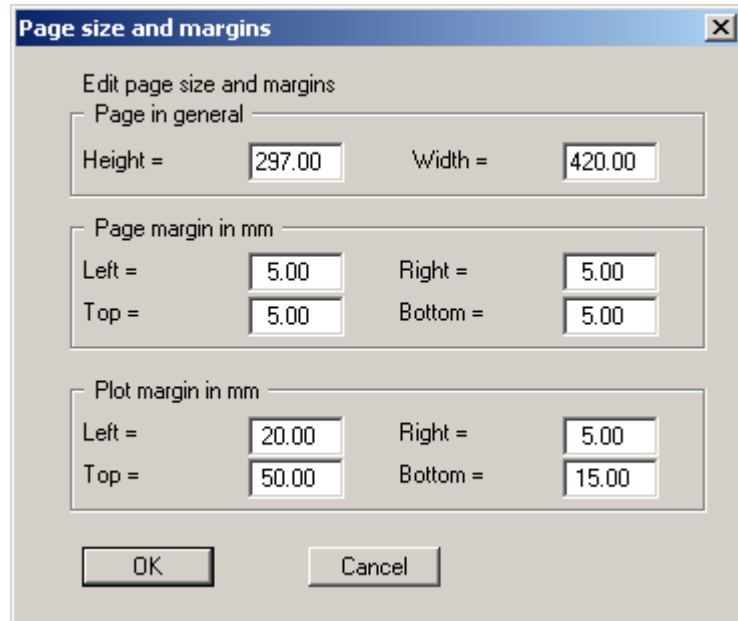 Page size and margins
Edit page size and margins
Page in general
Height = 297.00 Width = 420.00
Page margin in mm
Left = 5.00 Right = 5.00
Top = 5.00 Bottom = 5.00
Plot margin in mm
Left = 20.00 Right = 5.00
Top = 50.00 Bottom = 15.00
OK Cancel